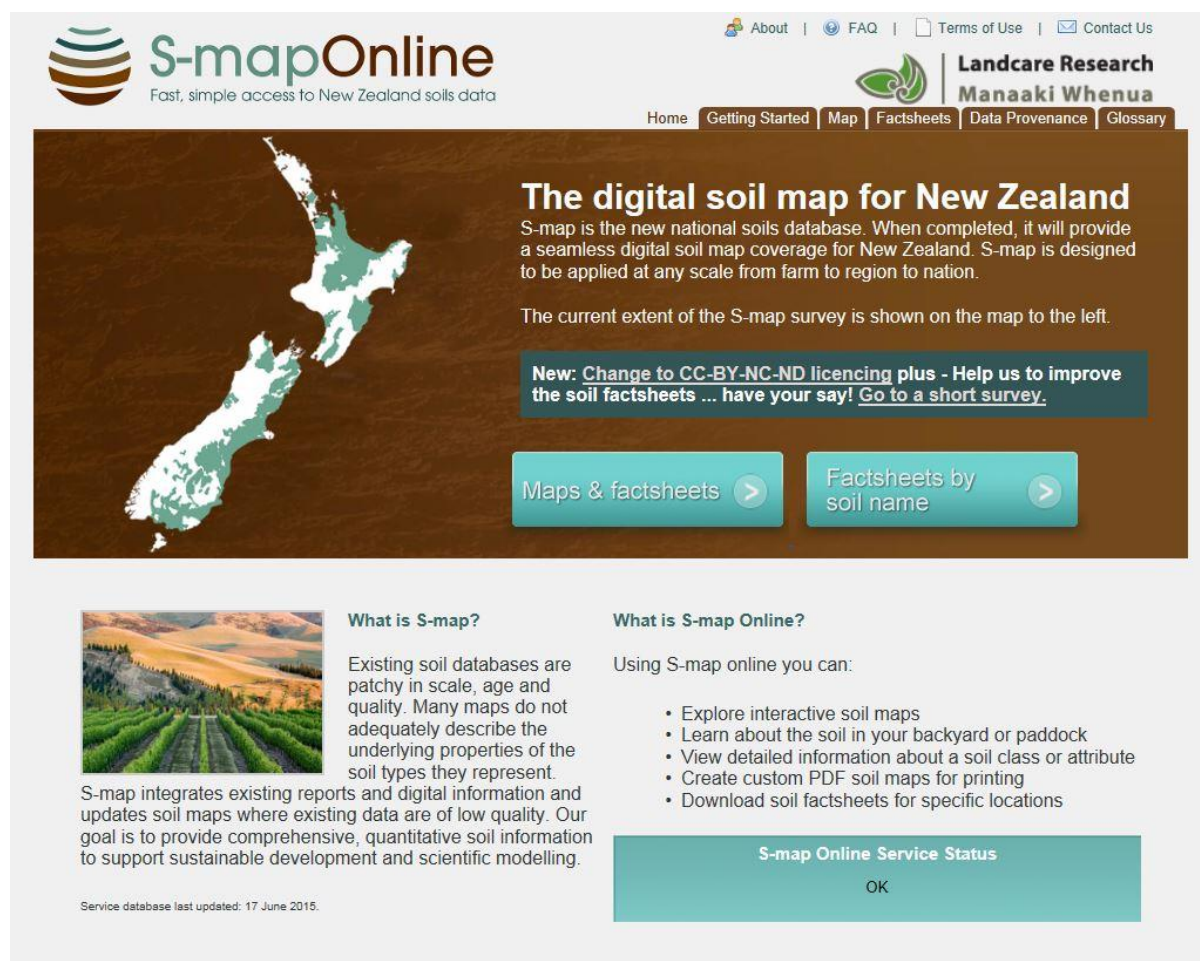 About | FAQ | Terms of Use | Contact Us
S-mapOnline
Fast, simple access to New Zealand soils data
Landcare Research
Manaaki Whenua
Home Getting Started Map Factsheets Data Provenance Glossary
The digital soil map for New Zealand
S-map is the new national soils database. When completed, it will provide
a seamless digital soil map coverage for New Zealand. S-map is designed
to be applied at any scale from farm to region to nation.
The current extent of the S-map survey is shown on the map to the left.
New: Change to CC-BY-NC-ND licencing plus - Help us to improve
the soil factsheets ... have your say! Go to a short survey.
Maps & factsheets >
Factsheets by
soil name >
What is S-map?
Existing soil databases are
patchy in scale, age and
quality. Many maps do not
adequately describe the
underlying properties of the
soil types they represent.
S-map integrates existing reports and digital information and
updates soil maps where existing data are of low quality. Our
goal is to provide comprehensive, quantitative soil information
to support sustainable development and scientific modelling.
Service database last updated: 17 June 2015.
What is S-map Online?
Using S-map online you can:
• Explore interactive soil maps
• Learn about the soil in your backyard or paddock
• View detailed information about a soil class or attribute
• Create custom PDF soil maps for printing
• Download soil factsheets for specific locations
S-map Online Service Status
OK